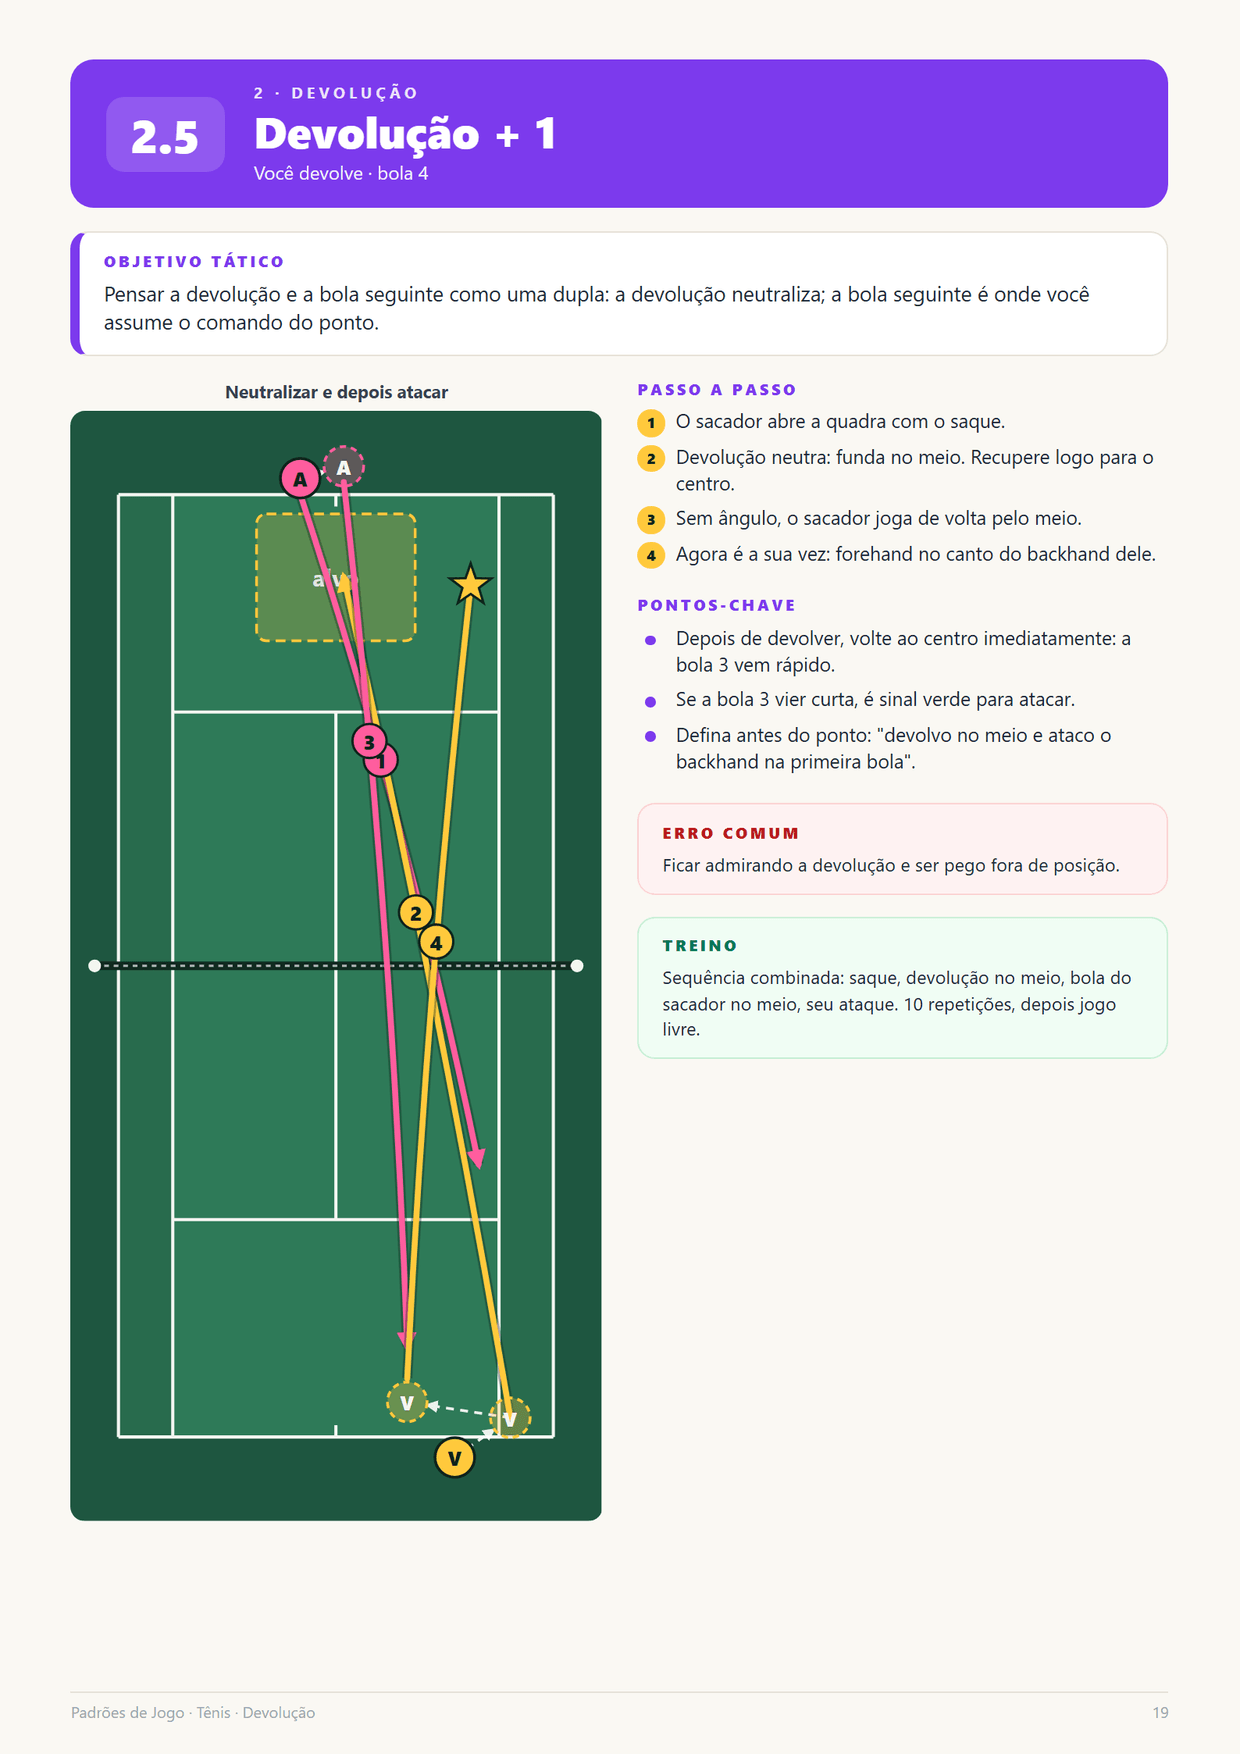 2 · DEVOLUÇÃO
2.5
Devolução + 1
Você devolve · bola 4
OBJETIVO TÁTICO
Pensar a devolução e a bola seguinte como uma dupla: a devolução neutraliza; a bola seguinte é onde você
assume o comando do ponto.
Neutralizar e depois atacar
A
A
alvo
3
1
2
4
V
V
V
PASSO A PASSO
1 O sacador abre a quadra com o saque.
2 Devolução neutra: funda no meio. Recupere logo para o
centro.
3 Sem ângulo, o sacador joga de volta pelo meio.
4 Agora é a sua vez: forehand no canto do backhand dele.
PONTOS-CHAVE
Depois de devolver, volte ao centro imediatamente: a
bola 3 vem rápido.
Se a bola 3 vier curta, é sinal verde para atacar.
Defina antes do ponto: "devolvo no meio e ataco o
backhand na primeira bola".
ERRO COMUM
Ficar admirando a devolução e ser pego fora de posição.
TREINO
Sequência combinada: saque, devolução no meio, bola do
sacador no meio, seu ataque. 10 repetições, depois jogo
livre.
Padrões de Jogo · Tênis · Devolução
19